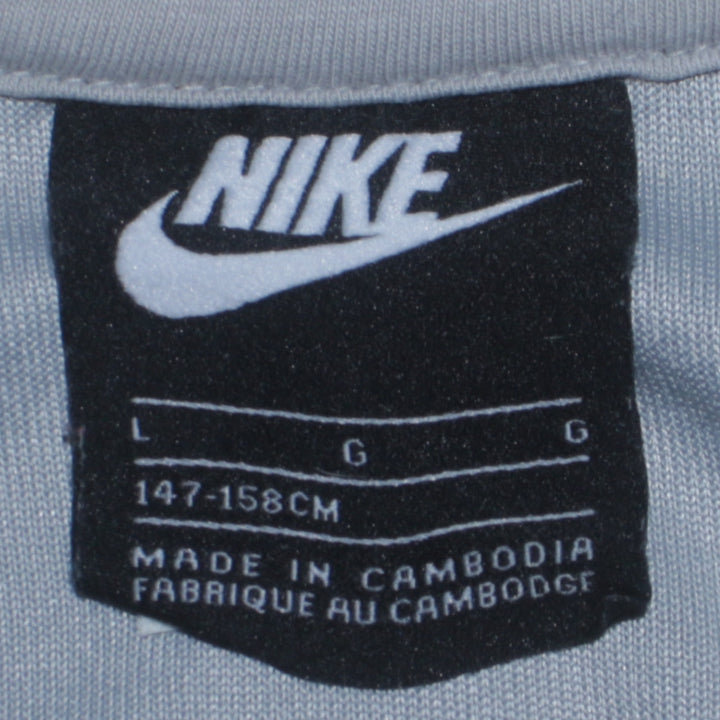 NIKE
L G G
147-158CM
MADE IN CAMBODIA
FABRIQUE AU CAMBODGE